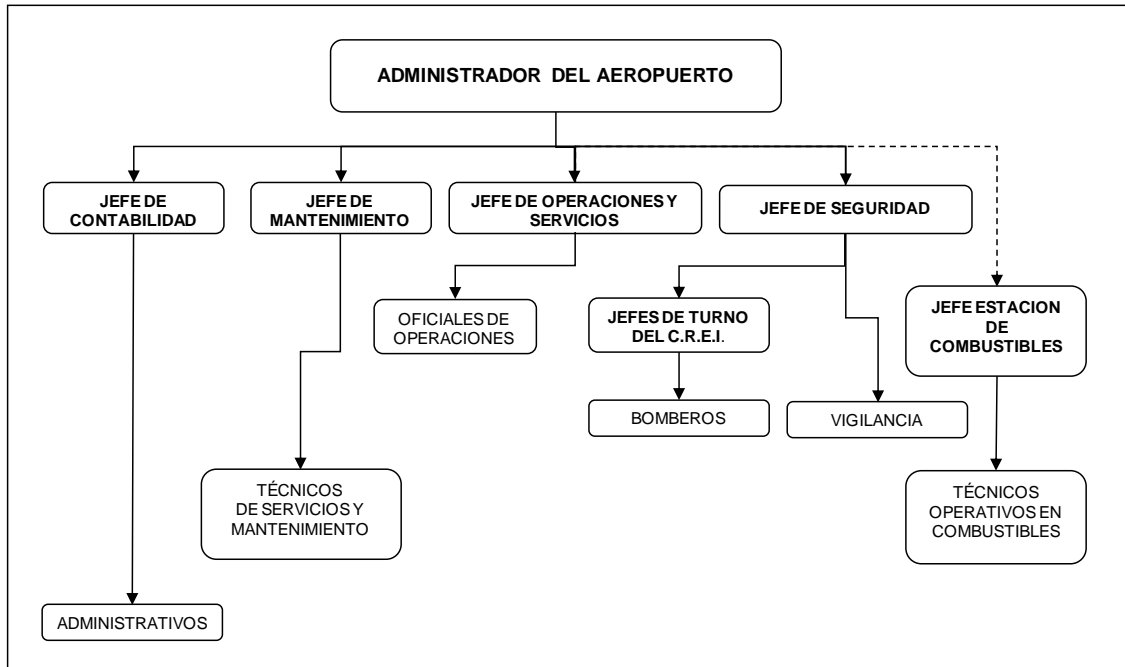 ADMINISTRADOR DEL AEROPUERTO
JEFE DE
CONTABILIDAD
JEFE DE
MANTENIMIENTO
JEFE DE OPERACIONES Y
SERVICIOS
JEFE DE SEGURIDAD
OFICIALES DE
OPERACIONES
JEFES DE TURNO
DEL C.R.E.I.
JEFE ESTACION
DE
COMBUSTIBLES
BOMBEROS
VIGILANCIA
TÉCNICOS
DE SERVICIOS Y
MANTENIMIENTO
TÉCNICOS
OPERATIVOS EN
COMBUSTIBLES
ADMINISTRATIVOS